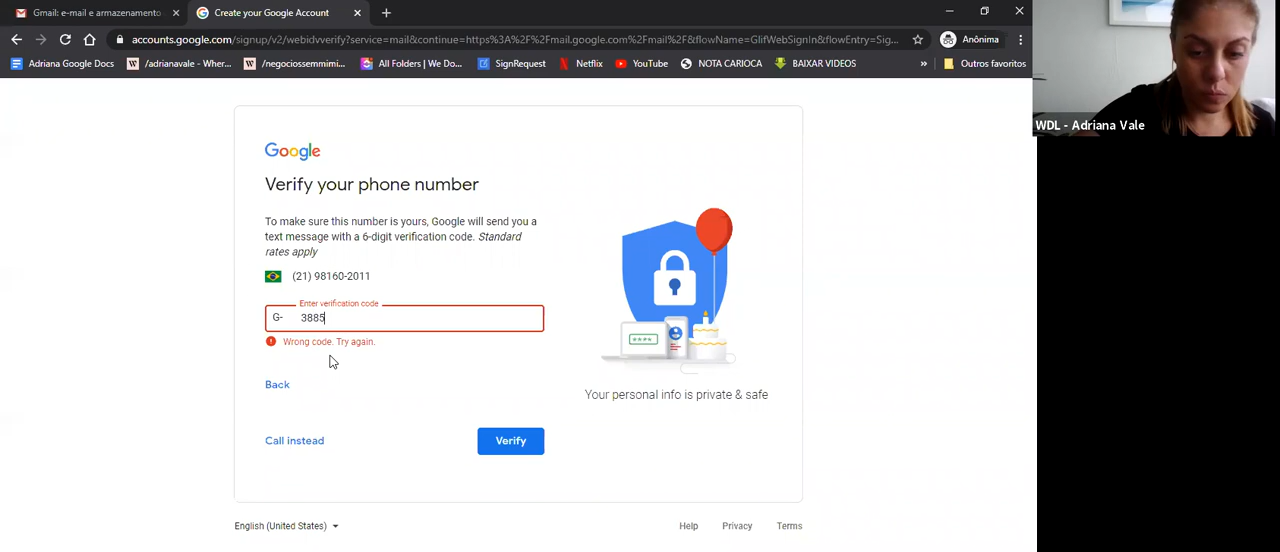 Gmail: e-mail e armazenamento
Create your Google Account
accounts.google.com/signup/v2/webidvverify?service=mail&continue=https%3A%2F%2Fmail.google.com%2Fmail%2F&flowName=GlifWebSignIn&flowEntry=Sig...
Anônima
Adriana Google Docs
/adrianavale - Wher...
/negociossemmimi...
All Folders | We Do...
SignRequest
Netflix
YouTube
NOTA CARIOCA
BAIXAR VIDEOS
»
Outros favoritos
WDL - Adriana Vale
Google
Verify your phone number
To make sure this number is yours, Google will send you a
text message with a 6-digit verification code. Standard
rates apply
(21) 98160-2011
Enter verification code
G- 3885
Wrong code. Try again.
Back
Call instead
Verify
Your personal info is private & safe
English (United States)
Help Privacy Terms